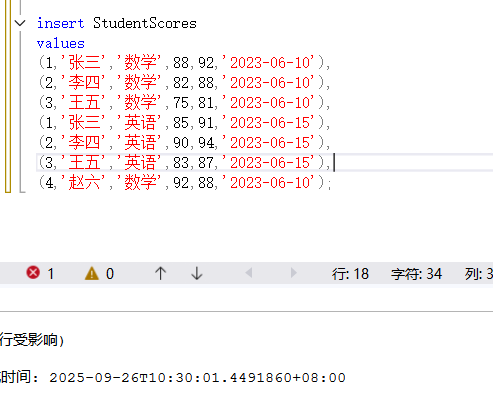 insert StudentScores
values
(1,'张三','数学',88,92,'2023-06-10'),
(2,'李四','数学',82,88,'2023-06-10'),
(3,'王五','数学',75,81,'2023-06-10'),
(1,'张三','英语',85,91,'2023-06-15'),
(2,'李四','英语',90,94,'2023-06-15'),
(3,'王五','英语',83,87,'2023-06-15'),
(4,'赵六','数学',92,88,'2023-06-10');
1 0 行: 18 字符: 34 列: 3
行受影响)
时间: 2025-09-26T10:30:01.4491860+08:00